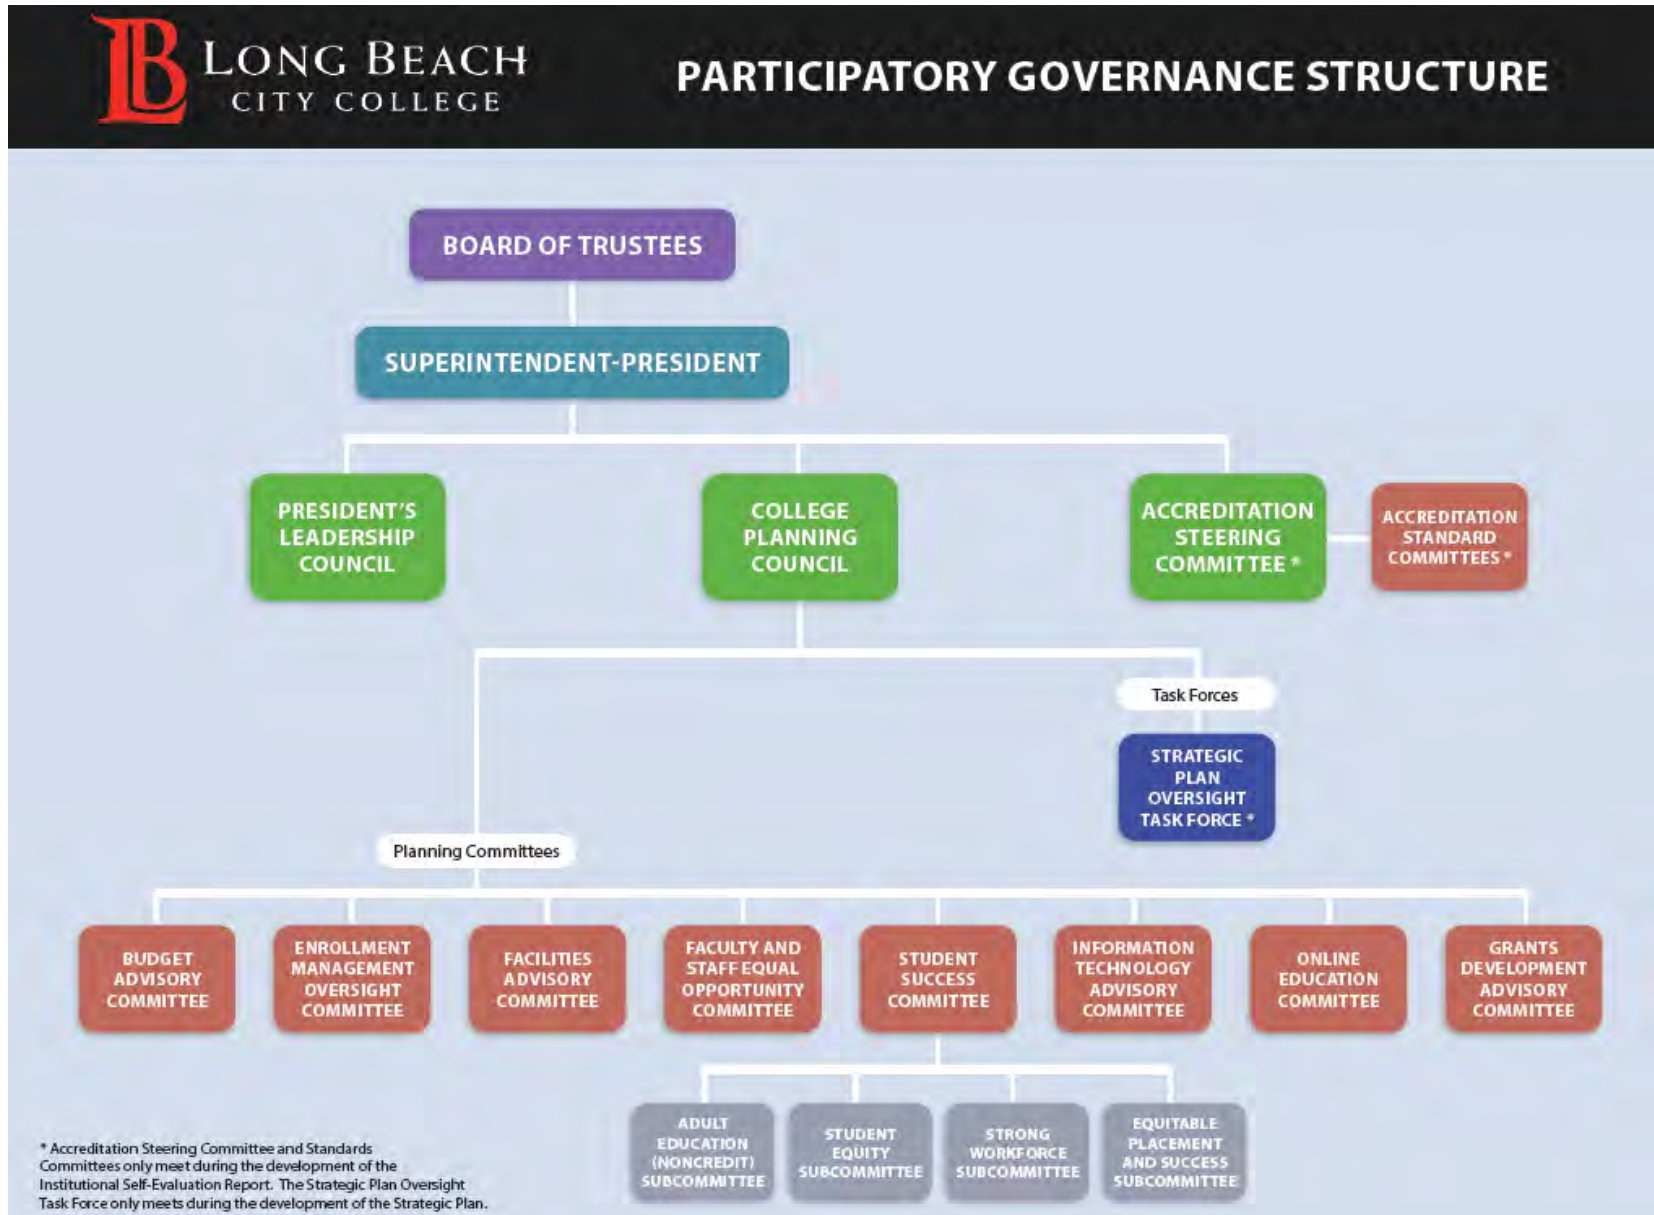 LB
LONG BEACH
CITY COLLEGE
PARTICIPATORY GOVERNANCE STRUCTURE
BOARD OF TRUSTEES
SUPERINTENDENT-PRESIDENT
PRESIDENT'S
LEADERSHIP
COUNCIL
COLLEGE
PLANNING
COUNCIL
ACCREDITATION
STEERING
COMMITTEE *
ACCREDITATION
STANDARD
COMMITTEES *
Task Forces
STRATEGIC
PLAN
OVERSIGHT
TASK FORCE *
Planning Committees
BUDGET
ADVISORY
COMMITTEE
ENROLLMENT
MANAGEMENT
OVERSIGHT
COMMITTEE
FACILITIES
ADVISORY
COMMITTEE
FACULTY AND
STAFF EQUAL
OPPORTUNITY
COMMITTEE
STUDENT
SUCCESS
COMMITTEE
INFORMATION
TECHNOLOGY
ADVISORY
COMMITTEE
ONLINE
EDUCATION
COMMITTEE
GRANTS
DEVELOPMENT
ADVISORY
COMMITTEE
ADULT
EDUCATION
(NONCREDIT)
SUBCOMMITTEE
STUDENT
EQUITY
SUBCOMMITTEE
STRONG
WORKFORCE
SUBCOMMITTEE
EQUITABLE
PLACEMENT
AND SUCCESS
SUBCOMMITTEE
* Accreditation Steering Committee and Standards
Committees only meet during the development of the
Institutional Self-Evaluation Report. The Strategic Plan Oversight
Task Force only meets during the development of the Strategic Plan.